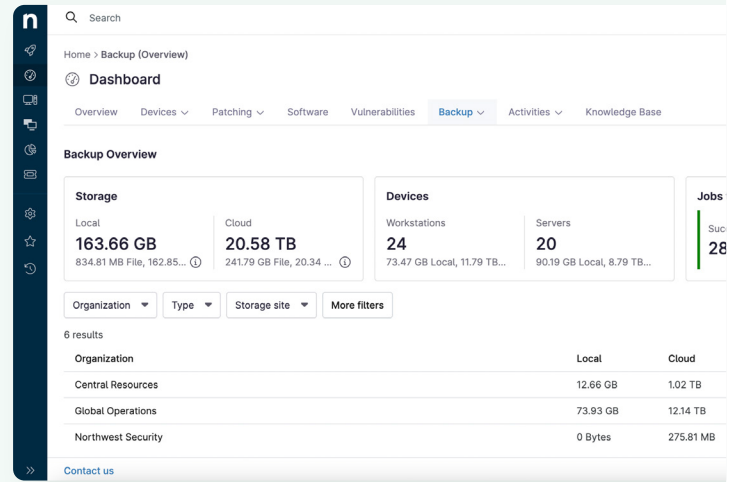 n
Search
Home > Backup (Overview)
Dashboard
Overview Devices Patching Software Vulnerabilities Backup Activities Knowledge Base
Backup Overview
Storage
Local
163.66 GB
834.81 MB File, 162.85...
Cloud
20.58 TB
241.79 GB File, 20.34 ...
Devices
Workstations
24
73.47 GB Local, 11.79 TB...
Servers
20
90.19 GB Local, 8.79 TB...
Jobs
Suc
28
Organization Type Storage site More filters
6 results
Organization Local Cloud
Central Resources 12.66 GB 1.02 TB
Global Operations 73.93 GB 12.14 TB
Northwest Security 0 Bytes 275.81 MB
Contact us